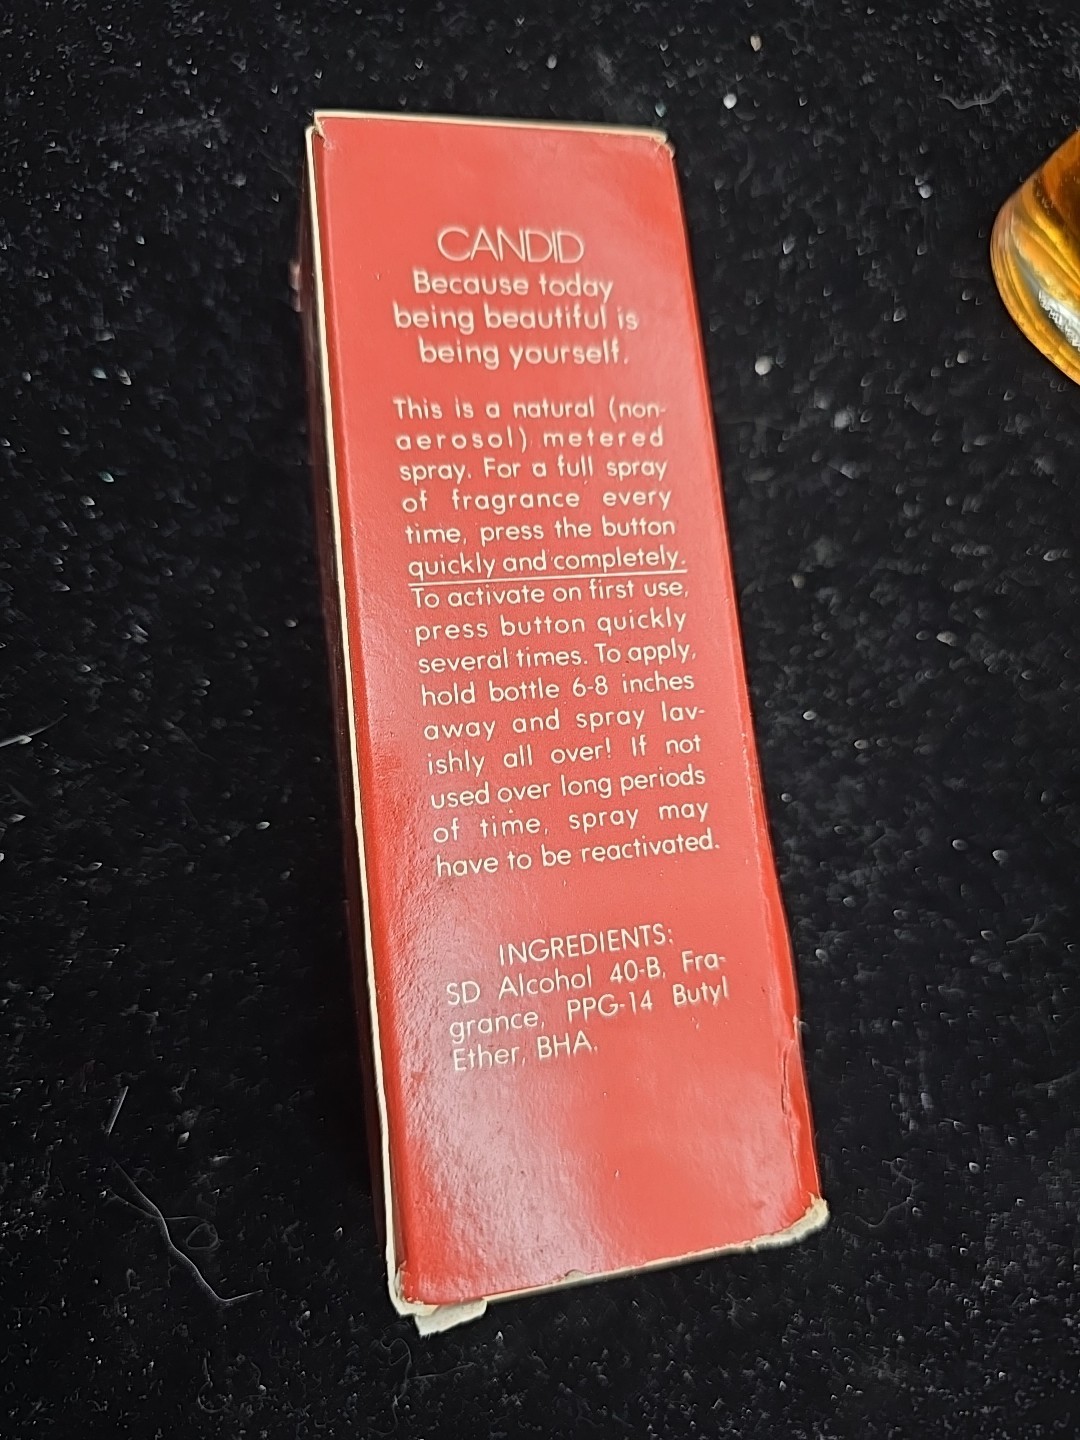 CANDID
Because today
being beautiful is
being yourself.
This is a natural (non-
aerosol) metered
spray. For a full spray
of fragrance every
time, press the button
quickly and completely.
To activate on first use,
press button quickly
several times. To apply,
hold bottle 6-8 inches
away and spray lav-
ishly all over! If not
used over long periods
of time, spray may
have to be reactivated.
INGREDIENTS:
SD Alcohol 40-B, Fra-
grance, PPG-14 Butyl
Ether, BHA.